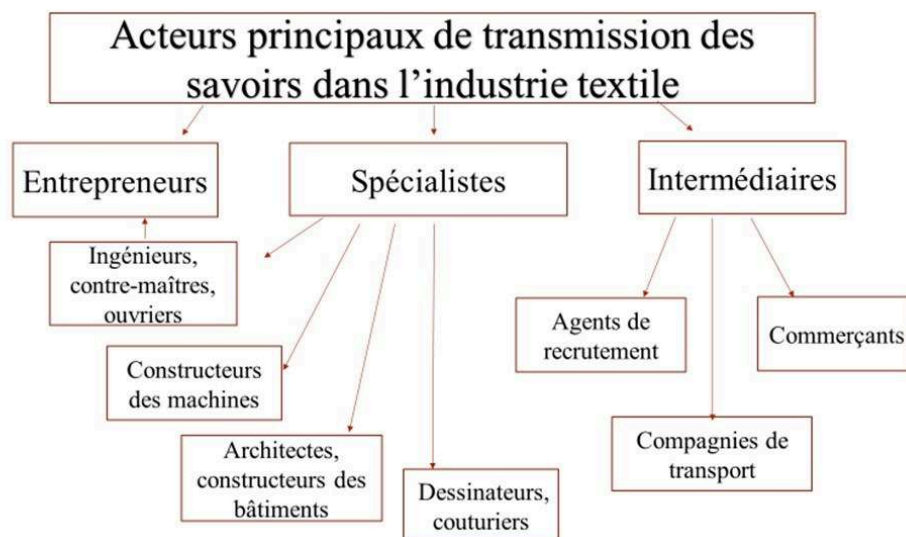 Acteurs principaux de transmission des
savoirs dans l’industrie textile
Entrepreneurs
Spécialistes
Intermédiaires
Ingénieurs,
contre-maîtres,
ouvriers
Constructeurs
des machines
Architectes,
constructeurs des
bâtiments
Dessinateurs,
couturiers
Agents de
recrutement
Compagnies de
transport
Commerçants